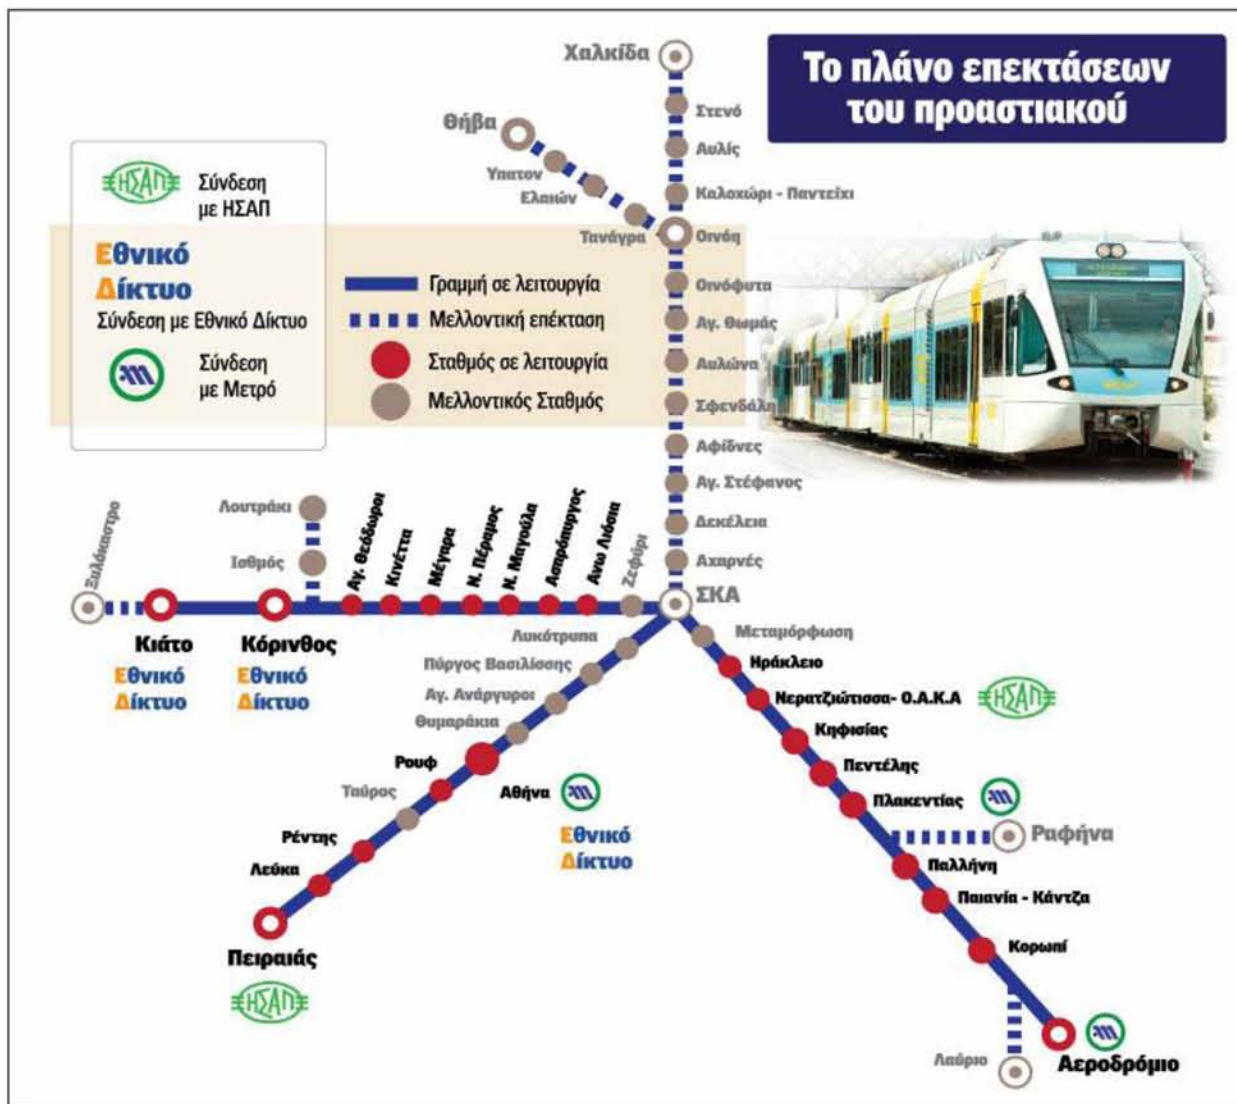 Το πλάνο επεκτάσεων
του προαστιακού
Χαλκίδα
Στενό
Αυλίς
Καλοχώρι - Παντείχι
Θήβα
Υπατον
Ελαιών
Τανάγρα
Οινόη
Οινόφυτα
Αγ. Θωμάς
Αυλώνα
Σφενδάλη
Αφίδνες
Αγ. Στέφανος
Δεκέλεια
Αχαρνές
ΣΚΑ
ΗΣΑΠ
Σύνδεση
με ΗΣΑΠ
Εθνικό
Δίκτυο
Σύνδεση με Εθνικό Δίκτυο
Σύνδεση
με Μετρό
Γραμμή σε λειτουργία
Μελλοντική επέκταση
Σταθμός σε λειτουργία
Μελλοντικός Σταθμός
Ξυλόκαστρο
Λουτράκι
Ισθμός
Αγ. Θεόδωροι
Κινέττα
Μέγαρα
Ν. Πέραμος
Ν. Μαγούλα
Ασπρόπυργος
Ανω Λιόσια
Ζεφύρι
Κιάτο
Εθνικό
Δίκτυο
Κόρινθος
Εθνικό
Δίκτυο
Λυκότρυπα
Πύργος Βασιλίσσης
Αγ. Ανάργυροι
Θυμαράκια
Ρουφ
Αθήνα
Εθνικό
Δίκτυο
Ταύρος
Ρέντης
Λεύκα
Πειραιάς
ΗΣΑΠ
Μεταμόρφωση
Ηράκλειο
Νερατζιώτισσα- Ο.Α.Κ.Α
ΗΣΑΠ
Κηφισίας
Πεντέλης
Πλακεντίας
Ραφήνα
Παλλήνη
Παιανία - Κάντζα
Κορωπί
Λαύριο
Αεροδρόμιο